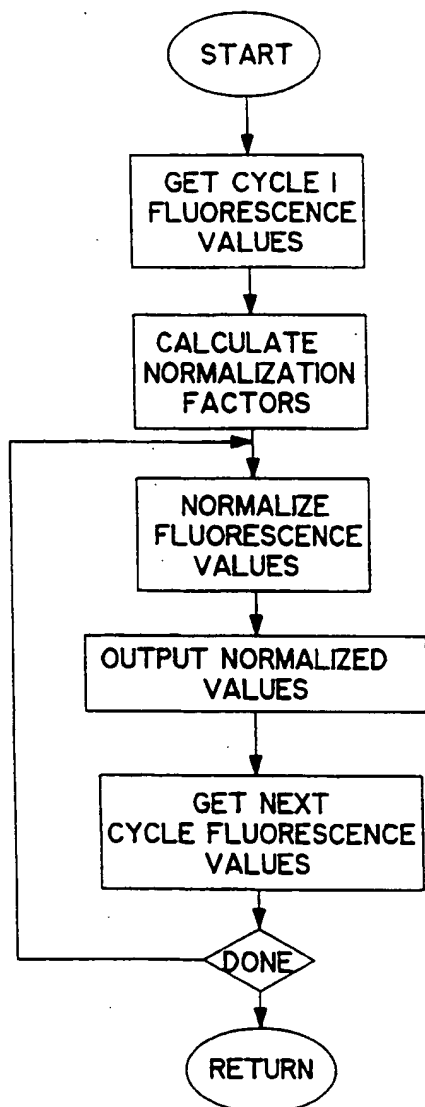 START
GET CYCLE 1
FLUORESCENCE
VALUES
CALCULATE
NORMALIZATION
FACTORS
NORMALIZE
FLUORESCENCE
VALUES
OUTPUT NORMALIZED
VALUES
GET NEXT
CYCLE FLUORESCENCE
VALUES
DONE
RETURN